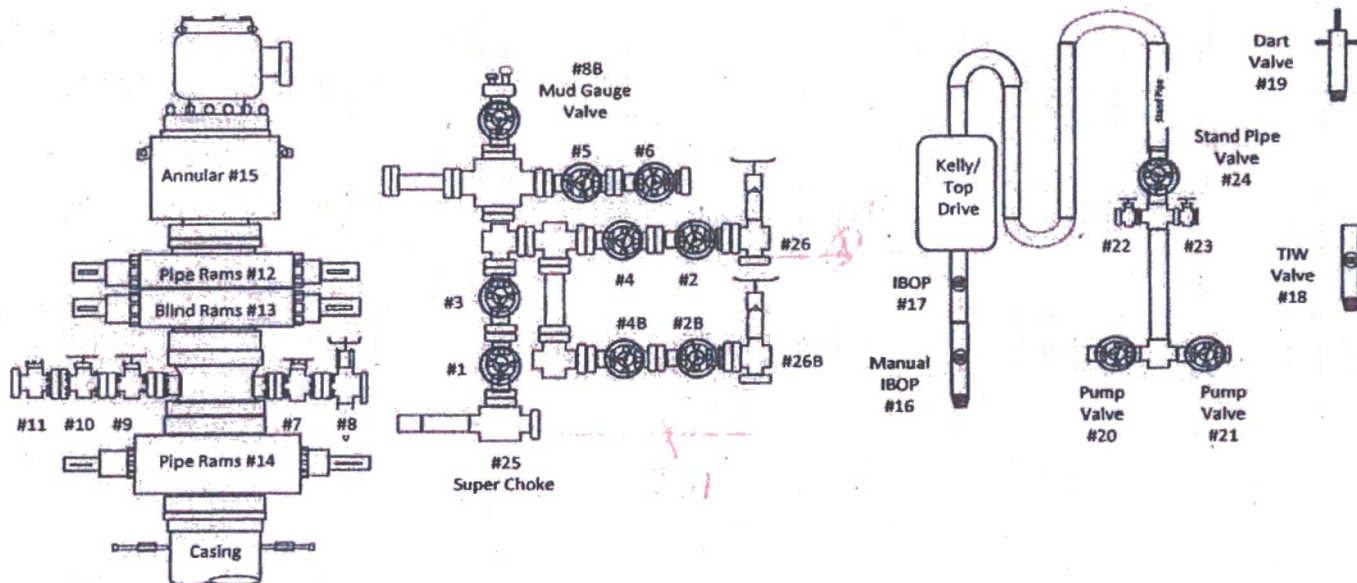 #8B
Mud Gauge
Valve
#5
#6
Annular #15
Pipe Rams #12
Blind Rams #13
#4
#2
#26
#3
#4B
#2B
#26B
#1
#11
#10
#9
#7
#8
Pipe Rams #14
#25
Super Choke
Casing
Kelly/
Top
Drive
IBOP
#17
Manual
IBOP
#16
Stand Pipe
Stand Pipe
Valve
#24
#22
#23
Pump
Valve
#20
Pump
Valve
#21
Dart
Valve
#19
TIW
Valve
#18